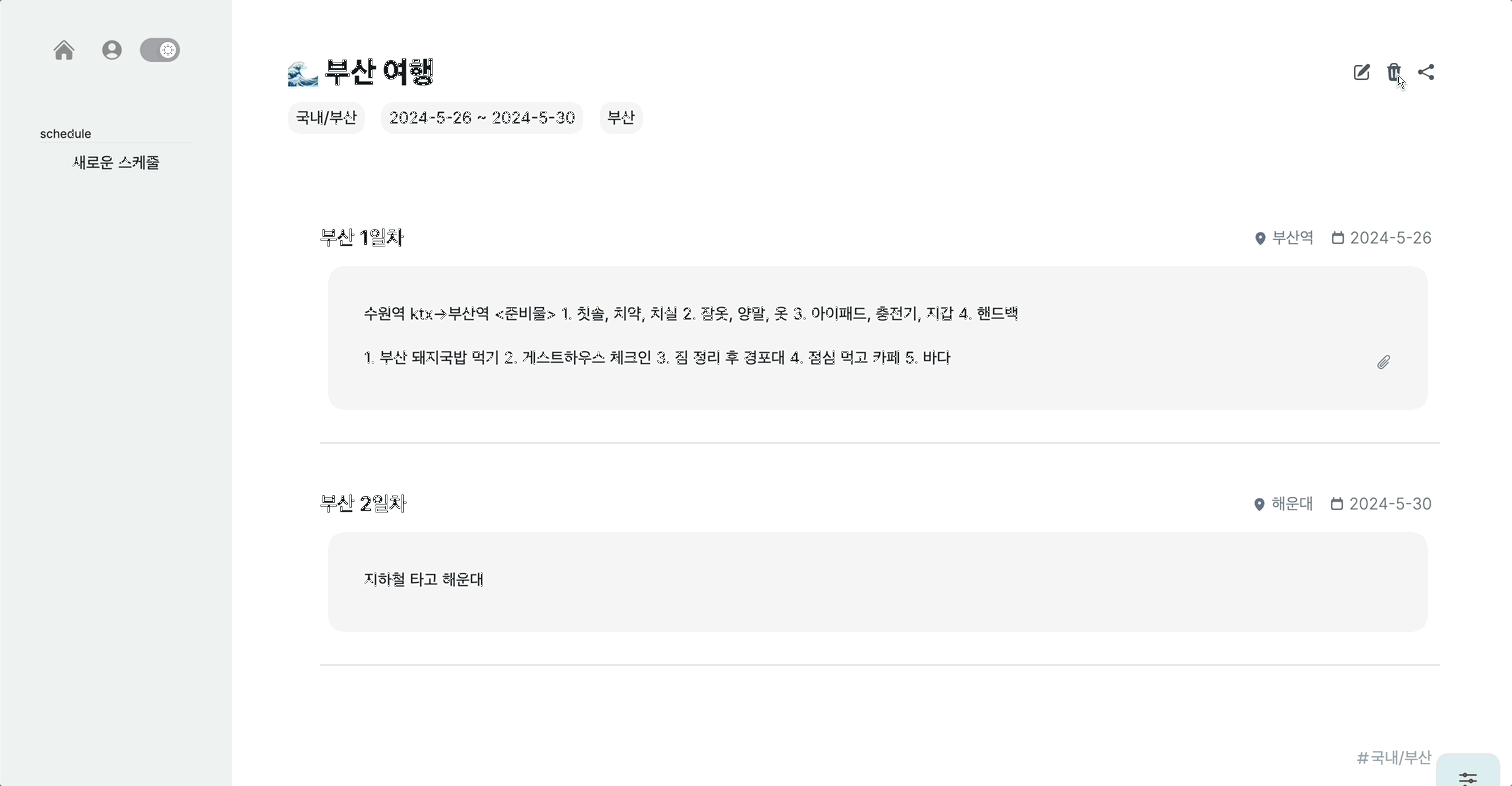 schedule
새로운 스케줄
🌊 부산 여행
국내/부산 2024-5-26 ~ 2024-5-30 부산
부산 1일차
부산역 2024-5-26
수원역 ktx->부산역 <준비물> 1. 칫솔, 치약, 치실 2. 잠옷, 양말, 옷 3. 아이패드, 충전기, 지갑 4. 핸드백
1. 부산 돼지국밥 먹기 2. 게스트하우스 체크인 3. 짐 정리 후 경포대 4. 점심 먹고 카페 5. 바다
부산 2일차
해운대 2024-5-30
지하철 타고 해운대
#국내/부산